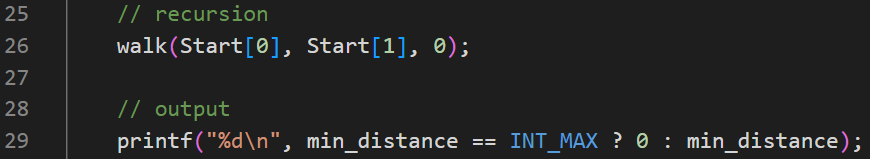 25 // recursion
26 walk(Start[0], Start[1], 0);
27
28 // output
29 printf("%d\n", min_distance == INT_MAX ? 0 : min_distance);